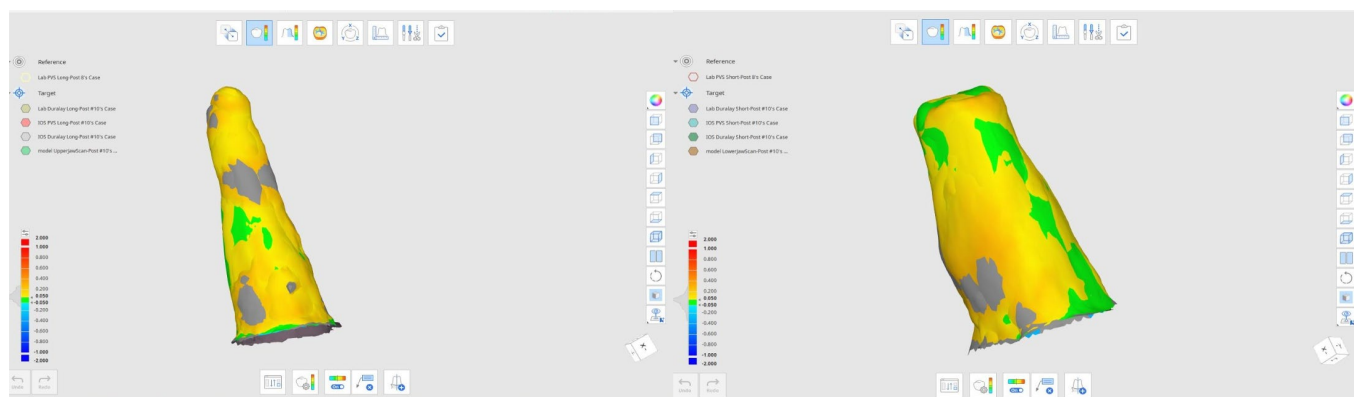 Reference
Lab PVS Long-Post 8's Case
Target
Lab Duralay Long-Post #10's Case
IOS PVS Long-Post #10's Case
IOS Duralay Long-Post #10's Case
model UpperJawScan-Post #10's ...
2.000
1.000
0.800
0.600
0.400
0.200
0.050
-0.050
-0.200
-0.400
-0.600
-0.800
-1.000
-2.000
Undo
Redo
Reference
Lab PVS Short-Post 8's Case
Target
Lab Duralay Short-Post #10's Case
IOS PVS Short-Post #10's Case
IOS Duralay Short-Post #10's Case
model LowerJawScan-Post #10's ...
2.000
1.000
0.800
0.600
0.400
0.200
0.050
-0.050
-0.200
-0.400
-0.600
-0.800
-1.000
-2.000
Undo
Redo